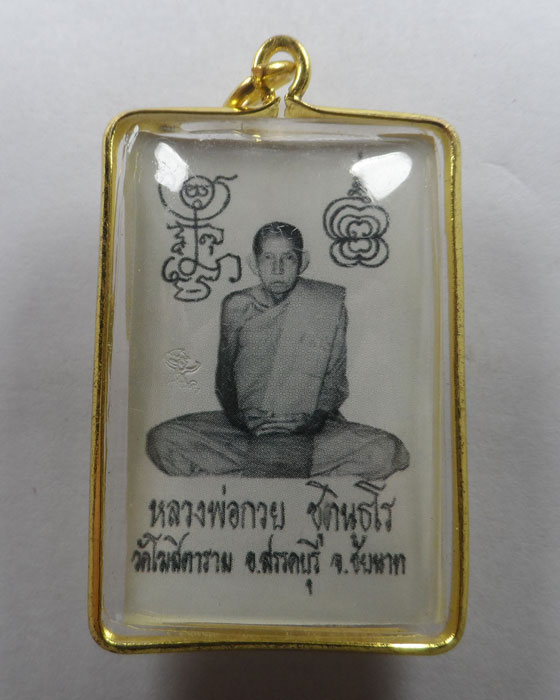 หลวงพ่อกวย ชุตินฺธโร
วัดโฆสิตาราม อ.สรรคบุรี จ.ชัยนาท